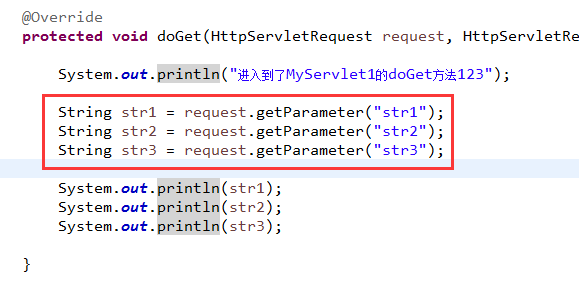 @Override
protected void doGet(HttpServletRequest request, HttpServletRe
System.out.println("进入到了MyServlet1的doGet方法123");
String str1 = request.getParameter("str1");
String str2 = request.getParameter("str2");
String str3 = request.getParameter("str3");
System.out.println(str1);
System.out.println(str2);
System.out.println(str3);
}